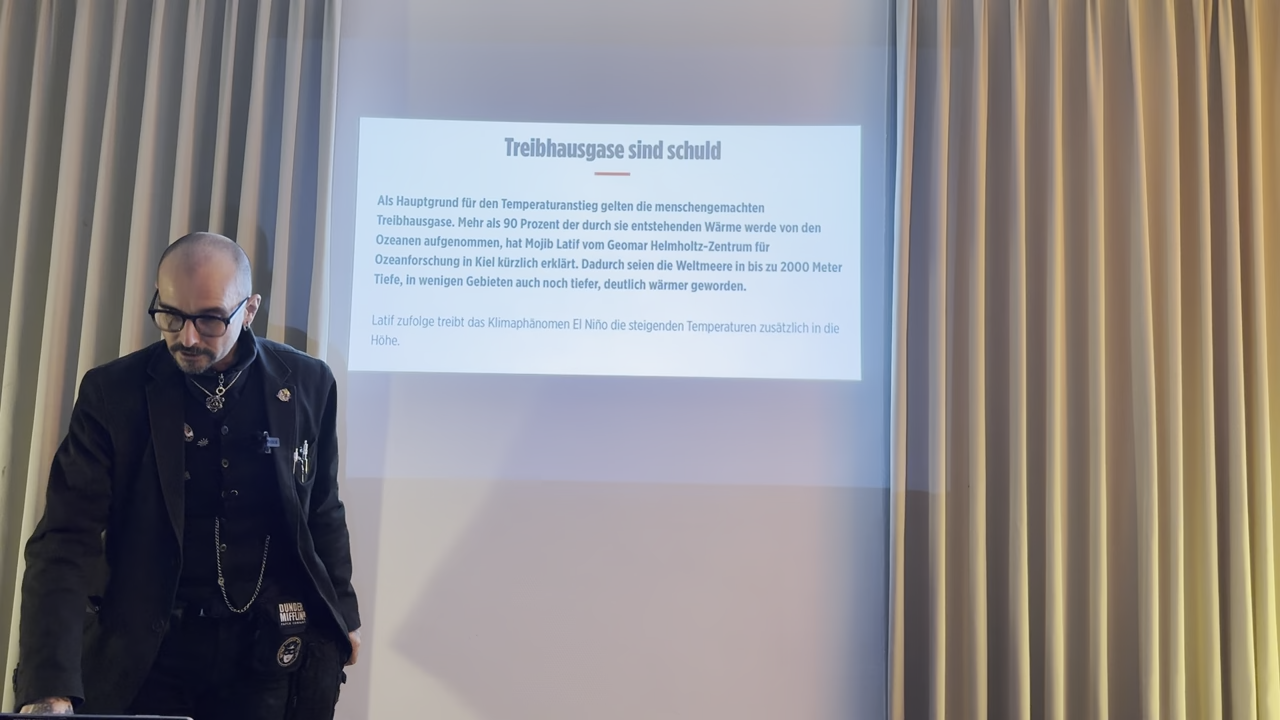 Treibhausgase sind schuld
Als Hauptgrund für den Temperaturanstieg gelten die menschengemachten
Treibhausgase. Mehr als 90 Prozent der durch sie entstehenden Wärme werde von den
Ozeanen aufgenommen, hat Mojib Latif vom Geomar Helmholtz-Zentrum für
Ozeanforschung in Kiel kürzlich erklärt. Dadurch seien die Weltmeere in bis zu 2000 Meter
Tiefe, in wenigen Gebieten auch noch tiefer, deutlich wärmer geworden.
Latif zufolge treibt das Klimaphänomen El Niño die steigenden Temperaturen zusätzlich in die
Höhe.
DUNDER
MIFFLIN